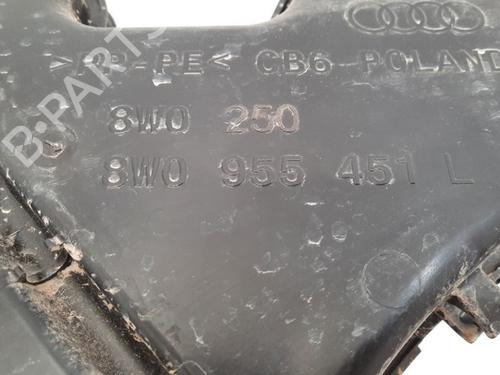 >PP-PE< CB6 POLAND
8W0 250
8W0 955 451 L
B-PARTS